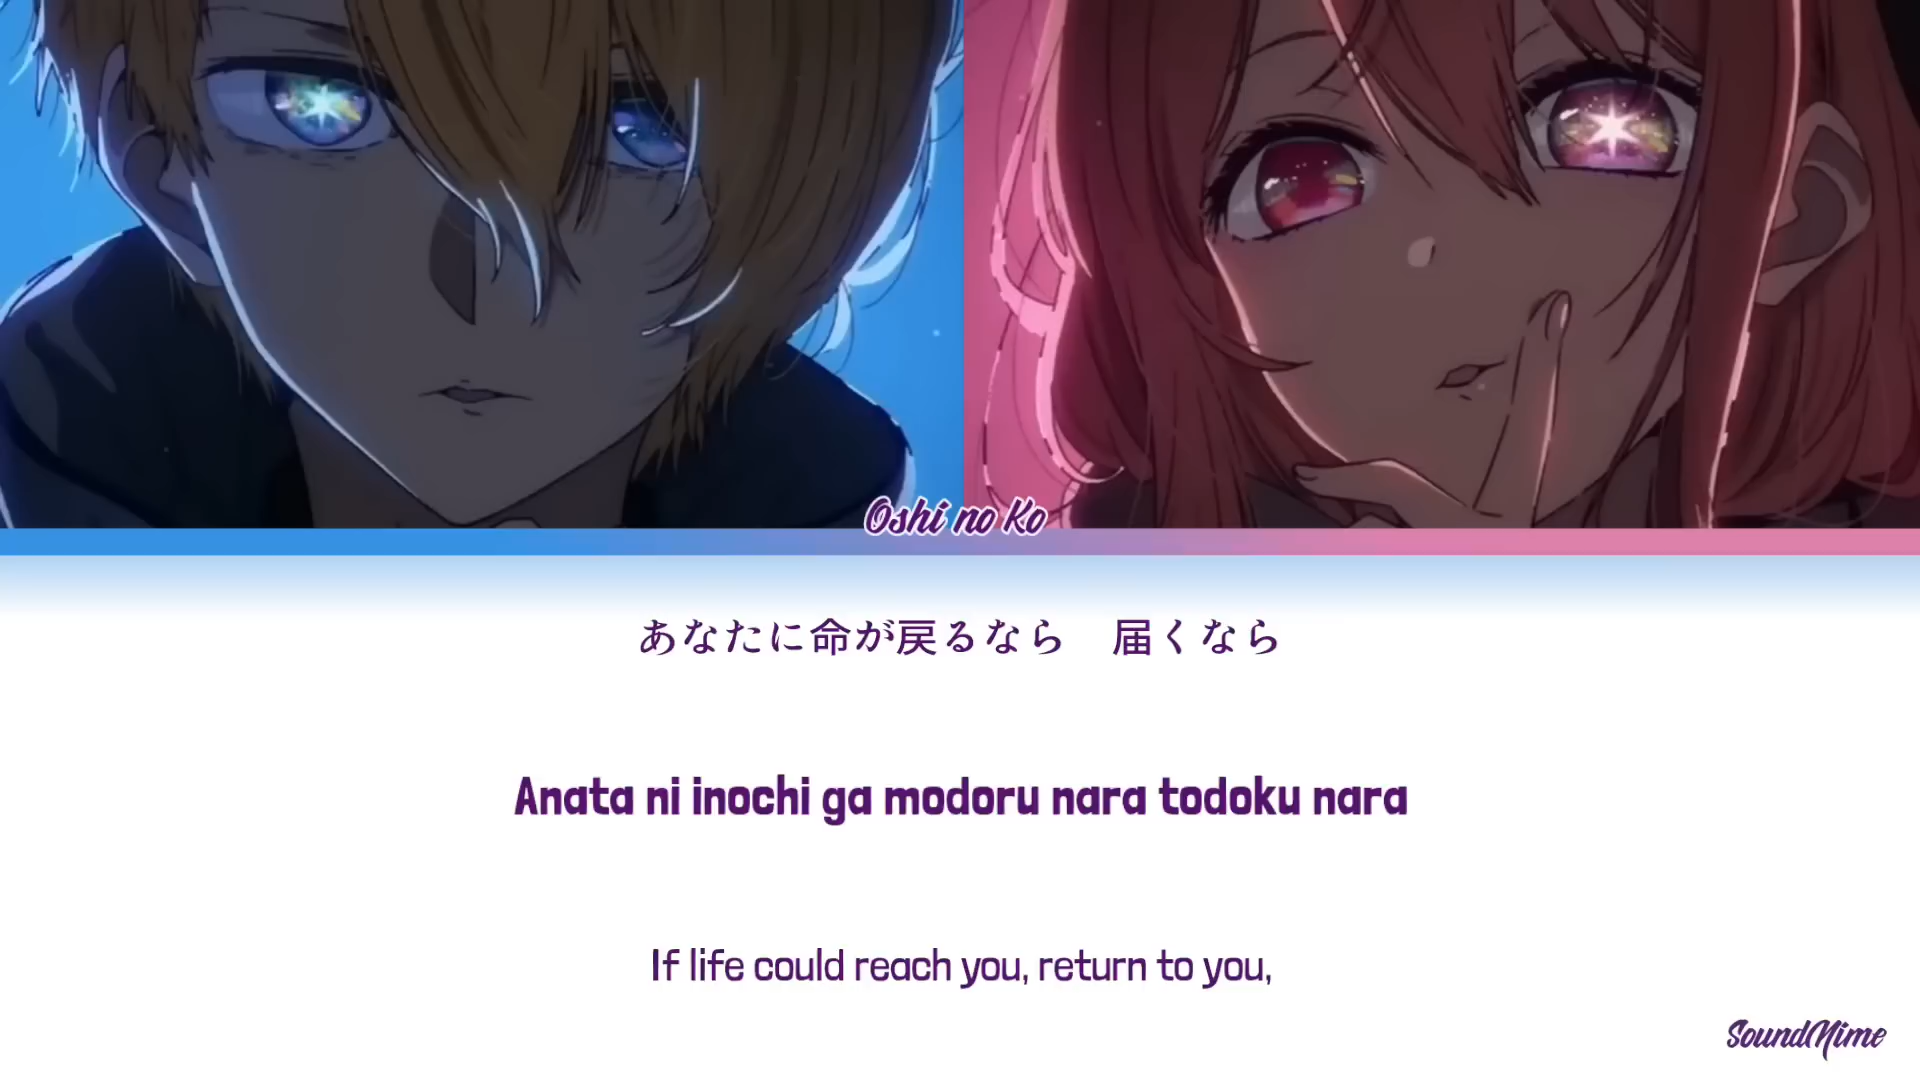 Oshi no Ko
あなたに命が戻るなら　届くなら
Anata ni inochi ga modoru nara todoku nara
If life could reach you, return to you,
SoundMime